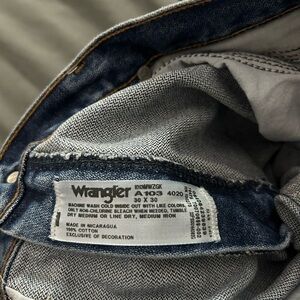 Wrangler 10DMWZGK
A103 4020
30 X 30
MACHINE WASH COLD INSIDE OUT WITH LIKE COLORS,
ONLY NON-CHLORINE BLEACH WHEN NEEDED, TUMBLE
DRY MEDIUM OR LINE DRY, MEDIUM IRON
MADE IN NICARAGUA
100% COTTON
EXCLUSIVE OF DECORATION